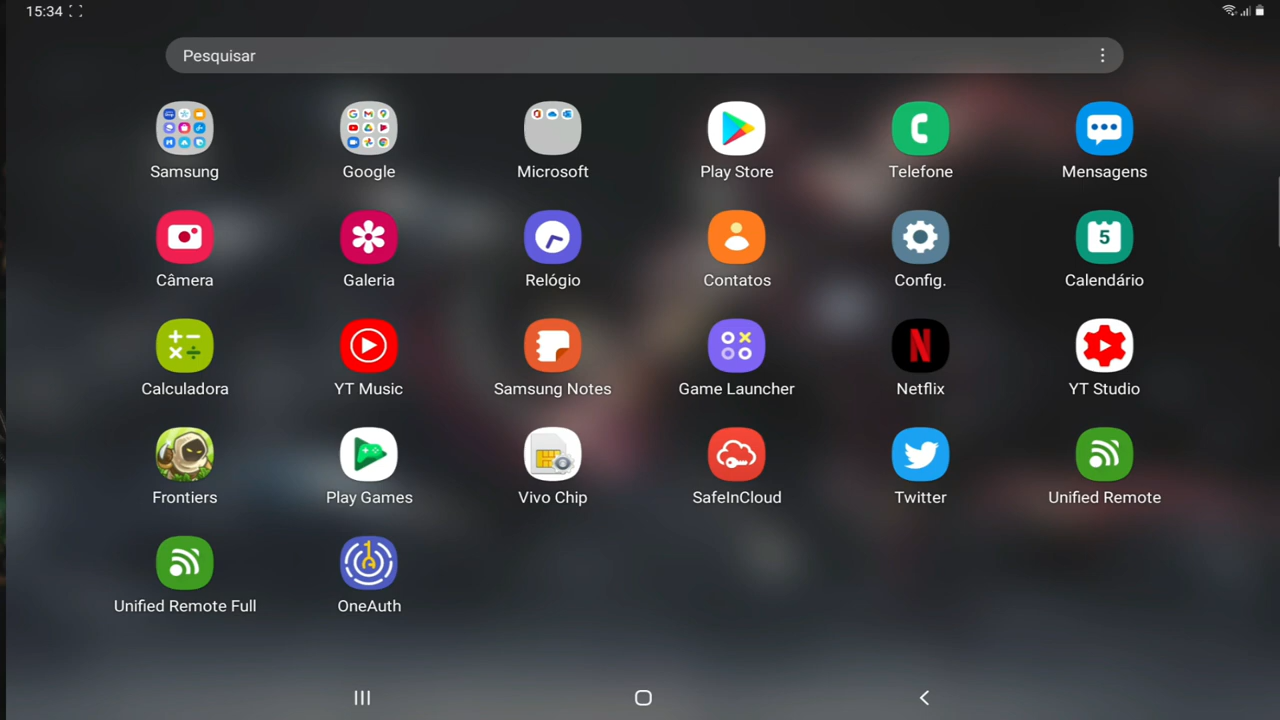 15:34
Pesquisar
Samsung
Google
Microsoft
Play Store
Telefone
Mensagens
Câmera
Galeria
Relógio
Contatos
Config.
5
Calendário
Calculadora
YT Music
Samsung Notes
Game Launcher
N
Netflix
YT Studio
Frontiers
Play Games
Vivo Chip
SafeInCloud
Twitter
Unified Remote
Unified Remote Full
OneAuth